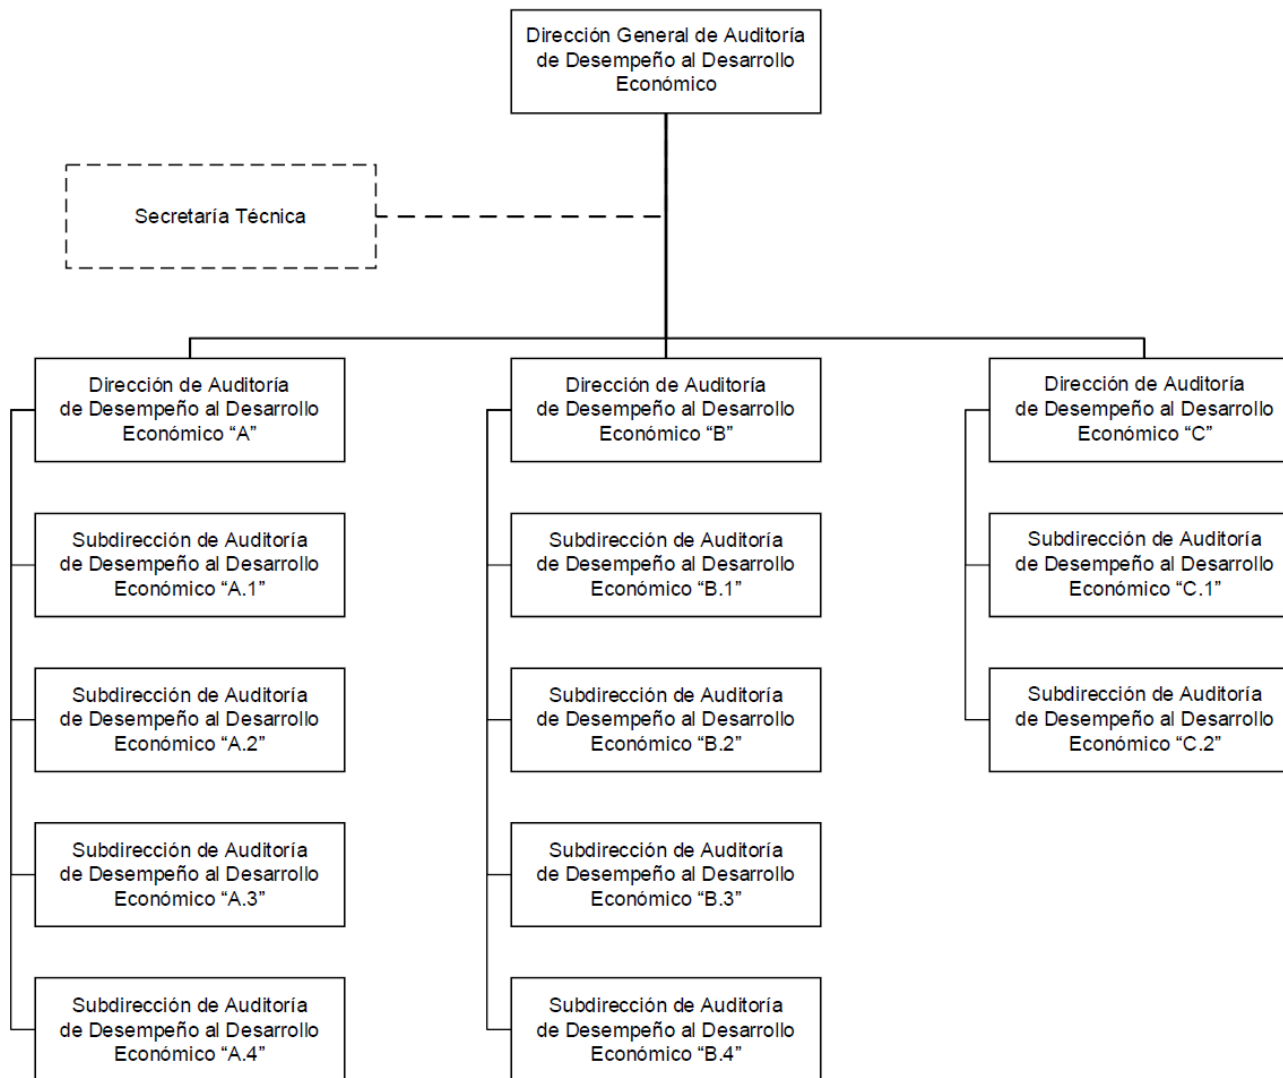 Dirección General de Auditoría
de Desempeño al Desarrollo
Económico
Secretaría Técnica
Dirección de Auditoría
de Desempeño al Desarrollo
Económico “A”
Subdirección de Auditoría
de Desempeño al Desarrollo
Económico “A.1”
Subdirección de Auditoría
de Desempeño al Desarrollo
Económico “A.2”
Subdirección de Auditoría
de Desempeño al Desarrollo
Económico “A.3”
Subdirección de Auditoría
de Desempeño al Desarrollo
Económico “A.4”
Dirección de Auditoría
de Desempeño al Desarrollo
Económico “B”
Subdirección de Auditoría
de Desempeño al Desarrollo
Económico “B.1”
Subdirección de Auditoría
de Desempeño al Desarrollo
Económico “B.2”
Subdirección de Auditoría
de Desempeño al Desarrollo
Económico “B.3”
Subdirección de Auditoría
de Desempeño al Desarrollo
Económico “B.4”
Dirección de Auditoría
de Desempeño al Desarrollo
Económico “C”
Subdirección de Auditoría
de Desempeño al Desarrollo
Económico “C.1”
Subdirección de Auditoría
de Desempeño al Desarrollo
Económico “C.2”